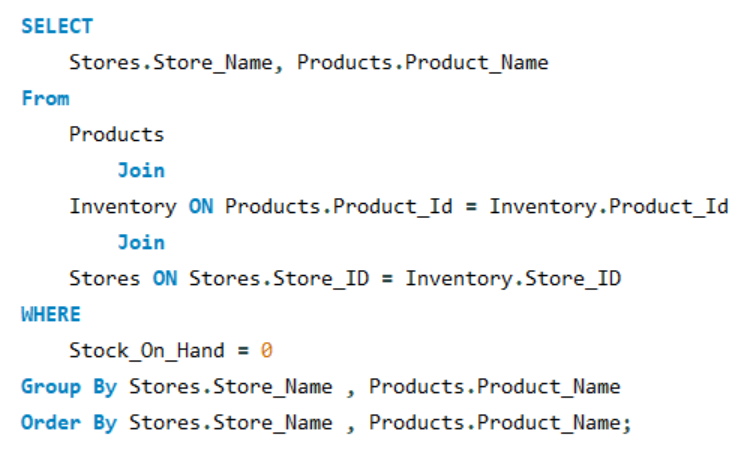 SELECT
Stores.Store_Name, Products.Product_Name
From
Products
Join
Inventory ON Products.Product_Id = Inventory.Product_Id
Join
Stores ON Stores.Store_ID = Inventory.Store_ID
WHERE
Stock_On_Hand = 0
Group By Stores.Store_Name , Products.Product_Name
Order By Stores.Store_Name , Products.Product_Name;